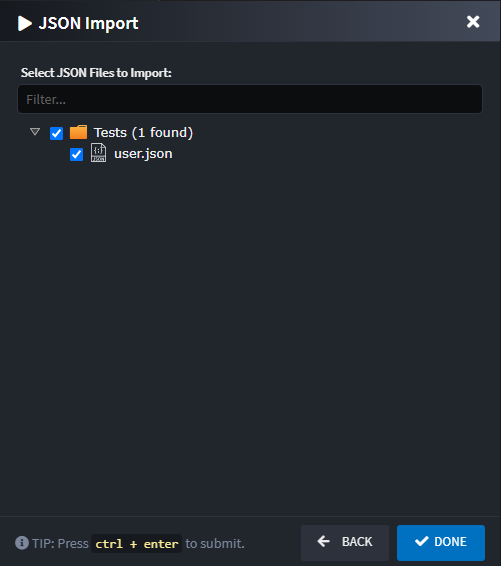 JSON Import
Select JSON Files to Import:
Filter...
Tests (1 found)
JSON
user.json
TIP: Press ctrl + enter to submit.
BACK
DONE